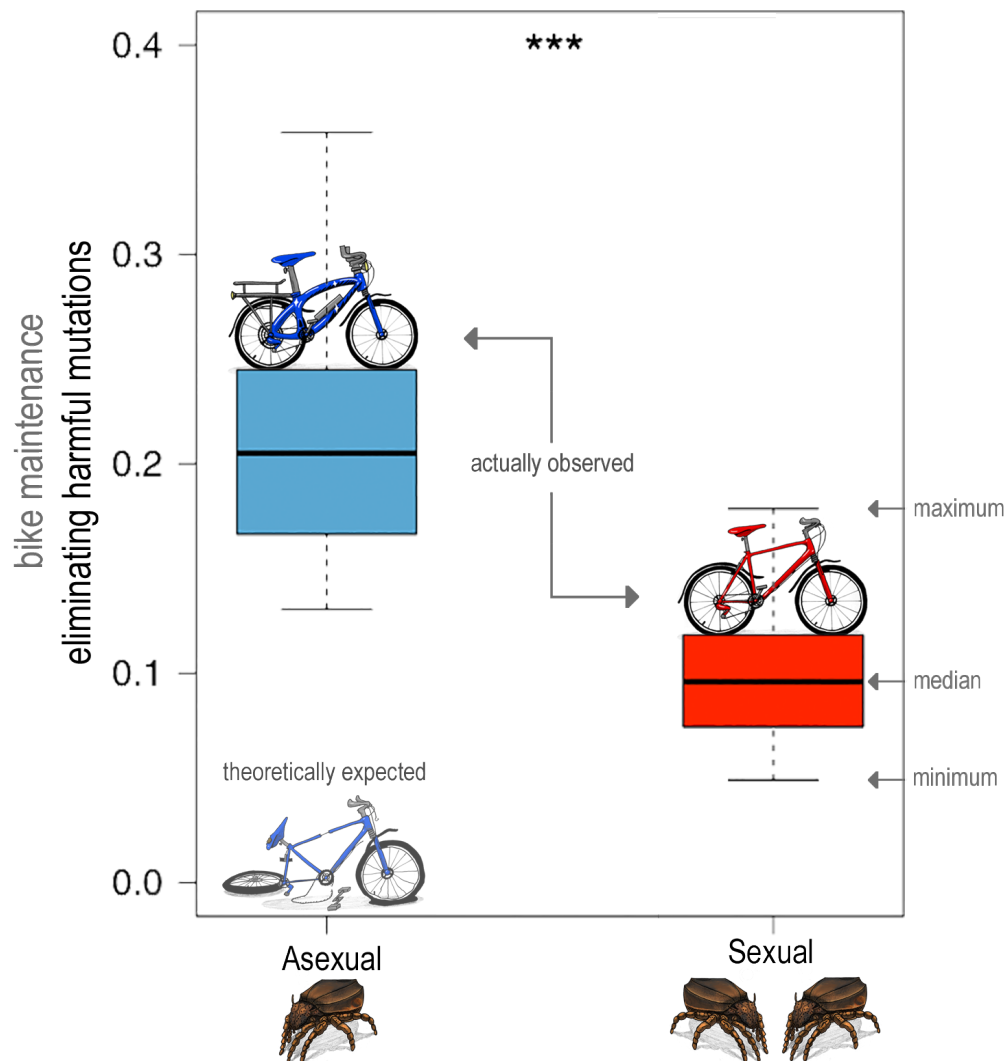 0.4
***
0.3
0.2
0.1
0.0
bike maintenance
eliminating harmful mutations
actually observed
maximum
median
minimum
theoretically expected
Asexual
Sexual